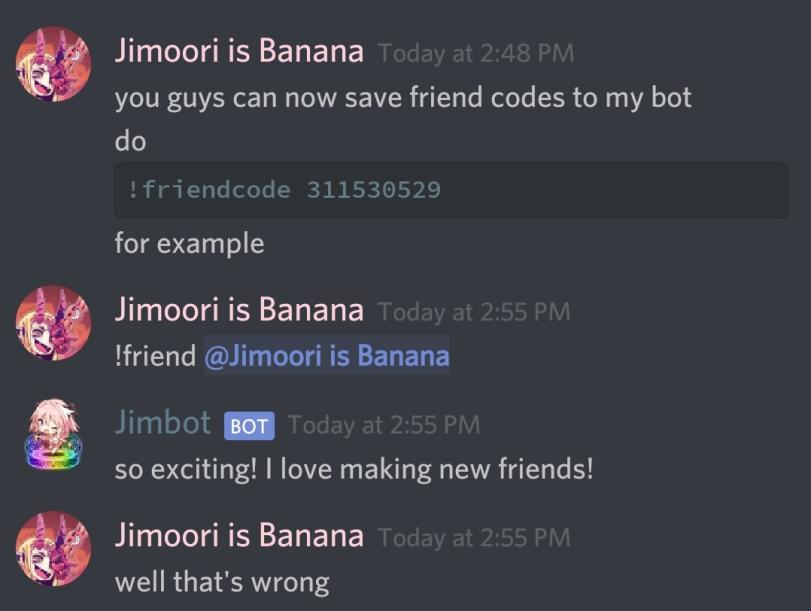 Jimoori is Banana Today at 2:48 PM
you guys can now save friend codes to my bot
do
!friendcode 311530529
for example
Jimoori is Banana Today at 2:55 PM
!friend @Jimoori is Banana
Jimbot BOT Today at 2:55 PM
so exciting! I love making new friends!
Jimoori is Banana Today at 2:55 PM
well that's wrong